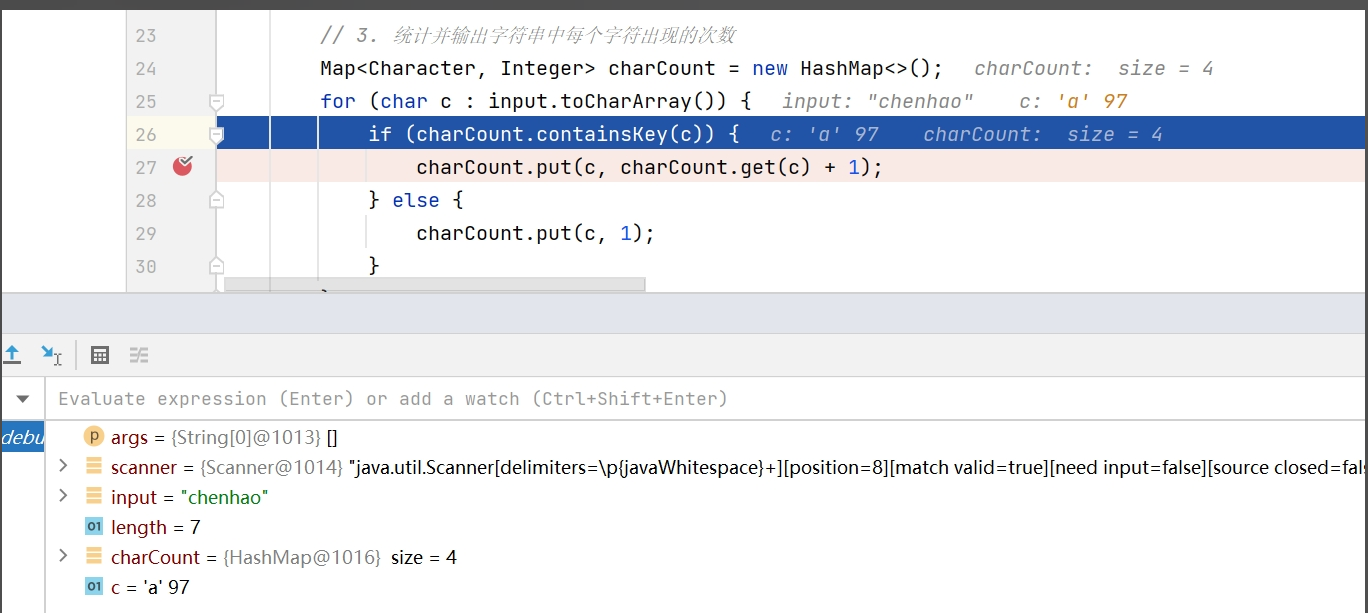 23 // 3. 统计并输出字符串中每个字符出现的次数
24 Map<Character, Integer> charCount = new HashMap<>(); charCount: size = 4
25 for (char c : input.toCharArray()) { input: "chenhao" c: 'a' 97
26 if (charCount.containsKey(c)) { c: 'a' 97 charCount: size = 4
27 charCount.put(c, charCount.get(c) + 1);
28 } else {
29 charCount.put(c, 1);
30 }
Evaluate expression (Enter) or add a watch (Ctrl+Shift+Enter)
debu
p args = {String[0]@1013} []
scanner = {Scanner@1014} "java.util.Scanner[delimiters=\p{javaWhitespace}+][position=8][match valid=true][need input=false][source closed=fals
input = "chenhao"
01 length = 7
charCount = {HashMap@1016} size = 4
01 c = 'a' 97